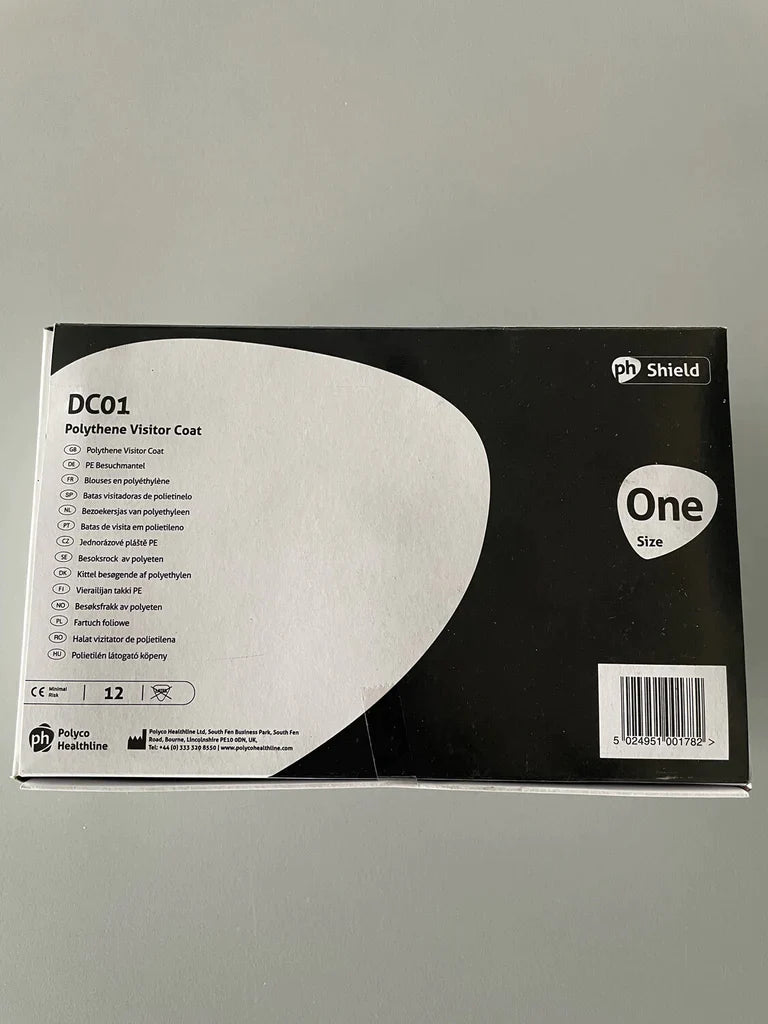 DC01
Polythene Visitor Coat
GB Polythene Visitor Coat
DE PE Besuchmantel
FR Blouses en polyéthylène
SP Batas visitadoras de polietinelo
NL Bezoekersjas van polyethyleen
PT Batas de visita em polietileno
CZ Jednorázové pláště PE
SE Besoksrock av polyeten
DK Kittel besøgende af polyethylen
FI Vierailijan takki PE
NO Besøksfrakk av polyeten
PL Fartuch foliowe
RO Halat vizitator de polietilena
HU Polietilén látogató köpeny
CE Minimal Risk
12
LATEX
ph Polyco Healthline
Polyco Healthline Ltd, South Fen Business Park, South Fen
Road, Bourne, Lincolnshire PE10 0DN, UK,
Tel: +44 (0) 333 320 8550 | www.polycohealthline.com
ph Shield
One
Size
5 024951 001782 >